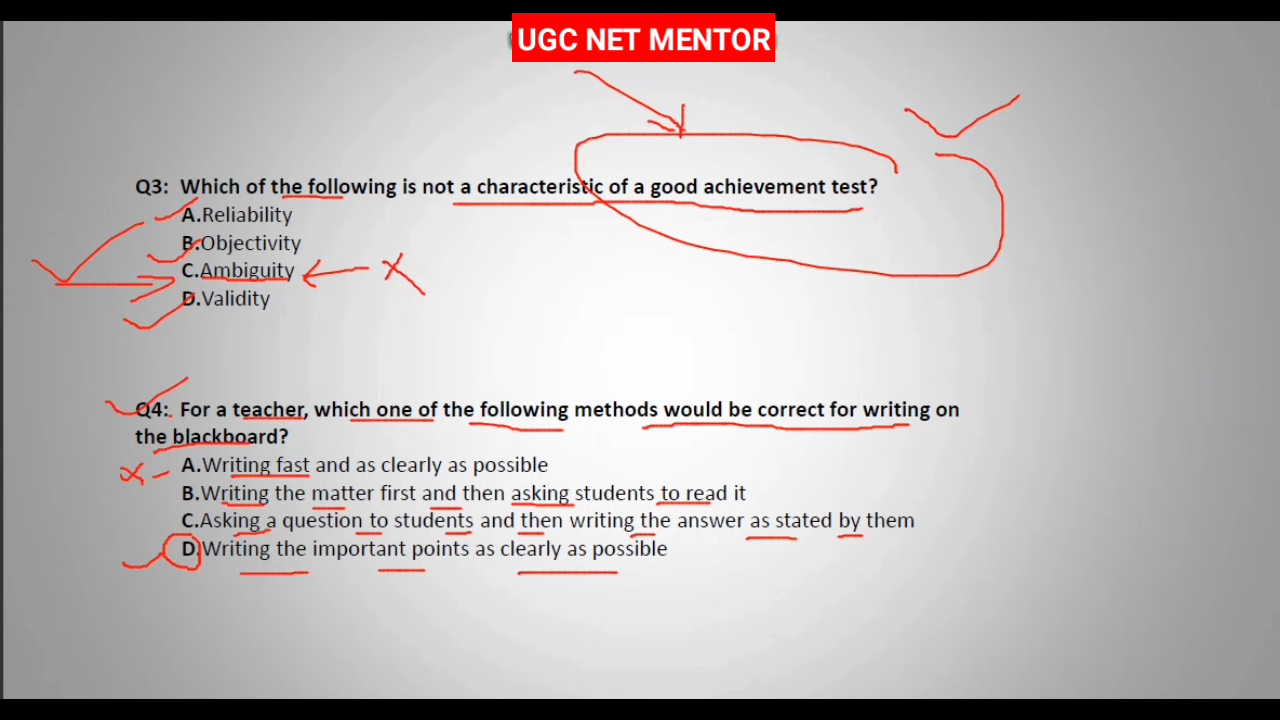 UGC NET MENTOR
Q3: Which of the following is not a characteristic of a good achievement test?
A.Reliability
B.Objectivity
C.Ambiguity
D.Validity
Q4: For a teacher, which one of the following methods would be correct for writing on
the blackboard?
A.Writing fast and as clearly as possible
B.Writing the matter first and then asking students to read it
C.Asking a question to students and then writing the answer as stated by them
D.Writing the important points as clearly as possible